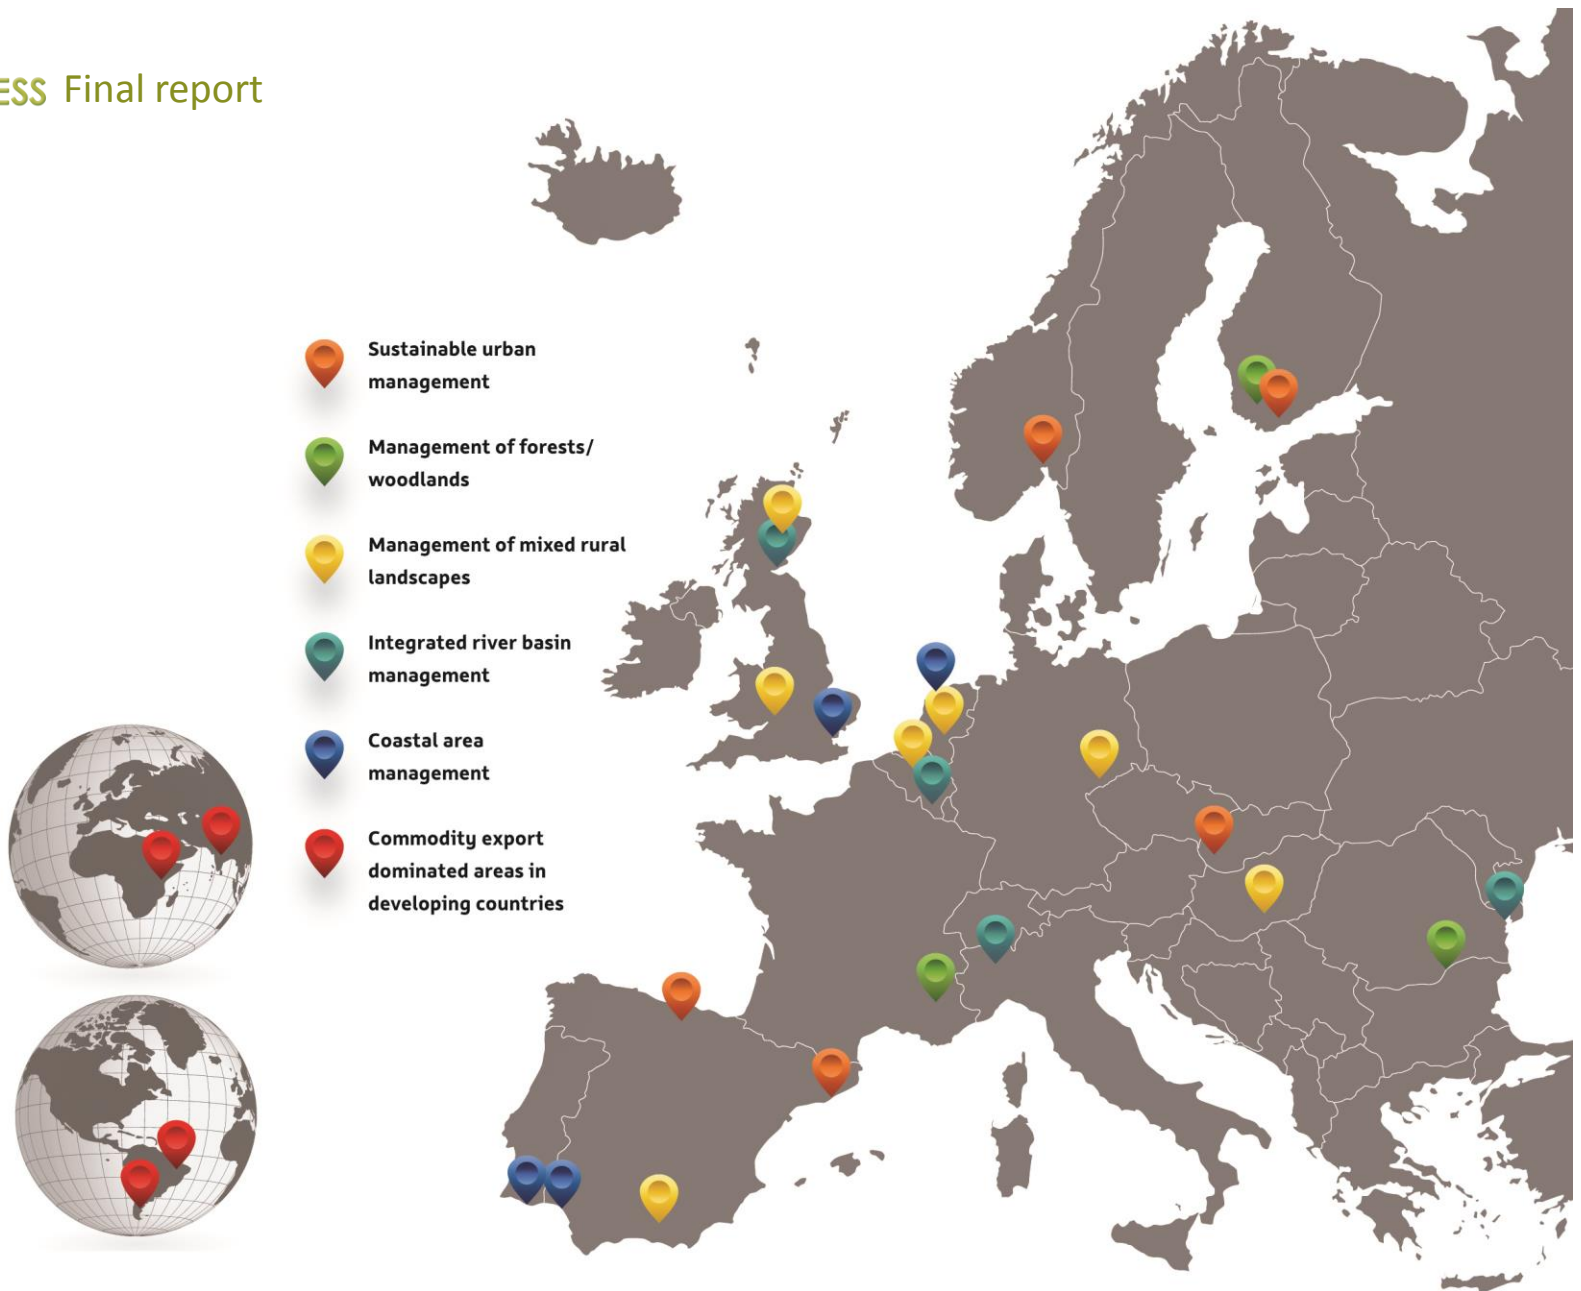 ESS Final report
Sustainable urban
management
Management of forests/
woodlands
Management of mixed rural
landscapes
Integrated river basin
management
Coastal area
management
Commodity export
dominated areas in
developing countries